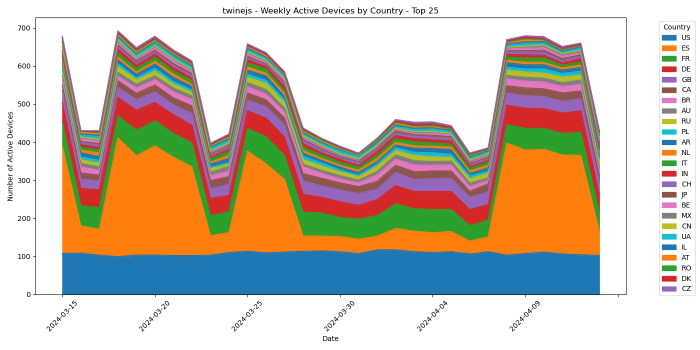 twinejs - Weekly Active Devices by Country - Top 25
Number of Active Devices
700
600
500
400
300
200
100
0
2024-03-15
2024-03-20
2024-03-25
2024-03-30
2024-04-04
2024-04-09
Date
Country
US
ES
FR
DE
GB
CA
BR
AU
RU
PL
AR
NL
IT
IN
CH
JP
BE
MX
CN
UA
IL
AT
RO
DK
CZ